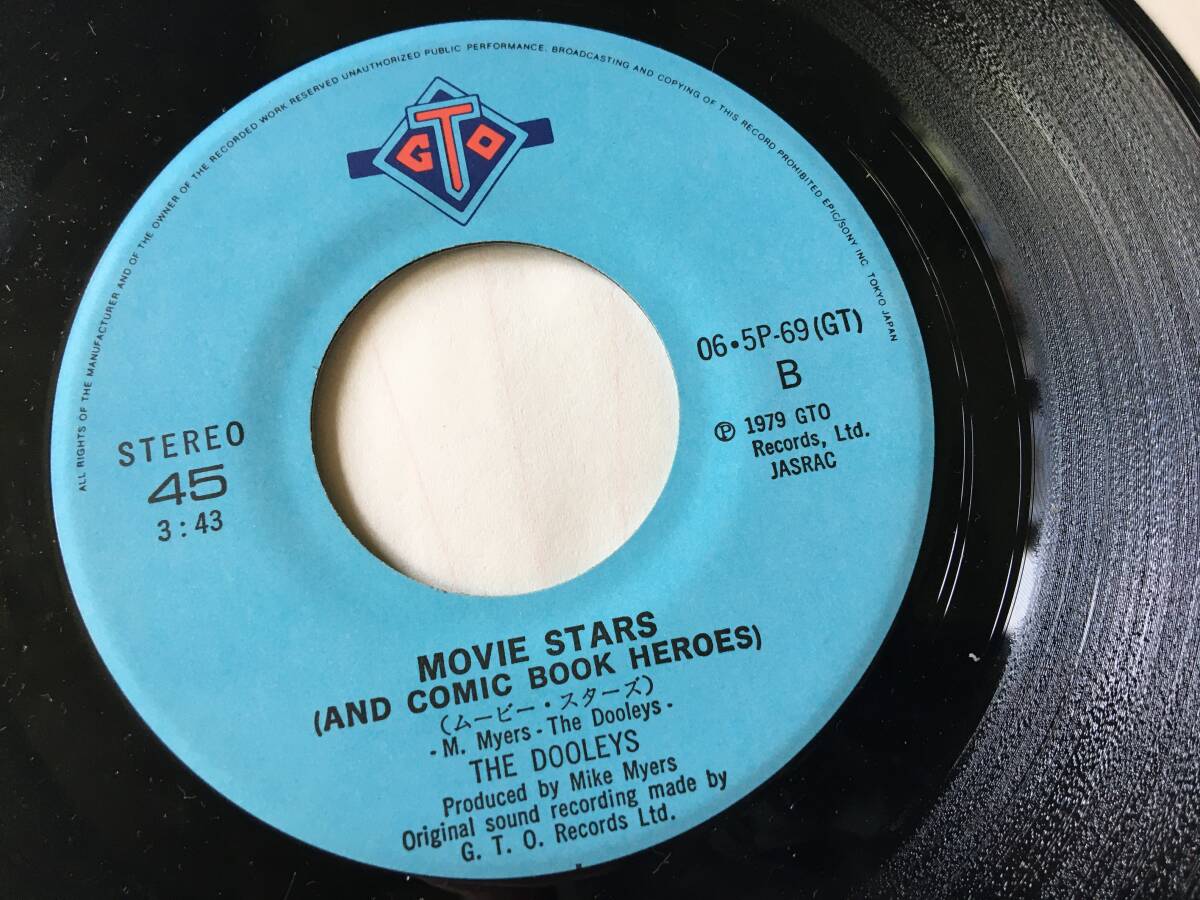 ALL RIGHTS OF THE MANUFACTURER AND OF THE OWNER OF THE RECORDED WORK RESERVED UNAUTHORIZED PUBLIC PERFORMANCE. BROADCASTING AND COPYING OF THIS RECORD PROHIBITED EPIC/SONY INC. TOKYO JAPAN
GTO
06•5P-69(GT)
B
℗ 1979 GTO
Records, Ltd.
JASRAC
STEREO
45
3:43
MOVIE STARS
(AND COMIC BOOK HEROES)
(ムービー・スターズ)
- M. Myers - The Dooleys -
THE DOOLEYS
Produced by Mike Myers
Original sound recording made by
G. T. O. Records Ltd.